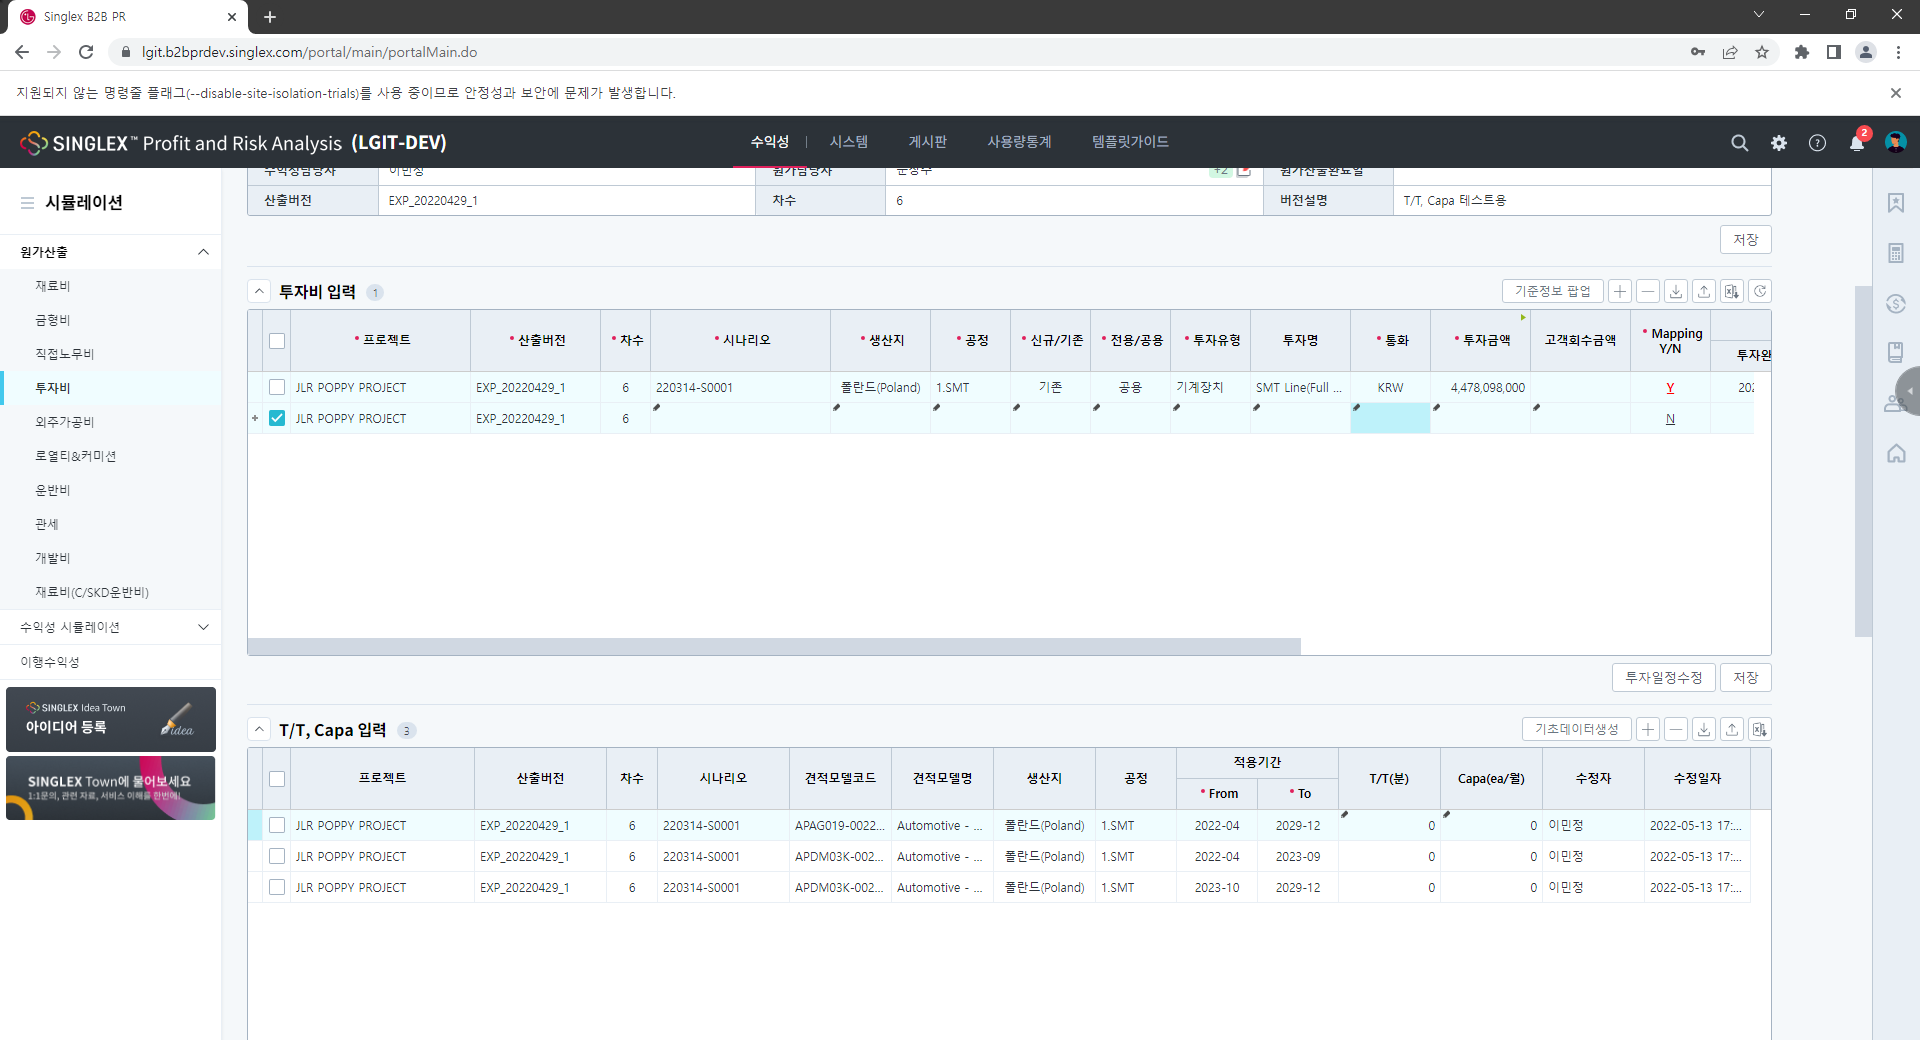 Singlex B2B PR
lgit.b2bprdev.singlex.com/portal/main/portalMain.do
지원되지 않는 명령줄 플래그(--disable-site-isolation-trials)를 사용 중이므로 안정성과 보안에 문제가 발생합니다.
SINGLEX™ Profit and Risk Analysis (LGIT-DEV)
수익성 시스템 게시판 사용량통계 템플릿가이드
2
시뮬레이션
원가산출
재료비
금형비
직접노무비
투자비
외주가공비
로열티&커미션
운반비
관세
개발비
재료비(C/SKD운반비)
수익성 시뮬레이션
이행수익성
SINGLEX Idea Town
아이디어 등록
idea
SINGLEX Town에 물어보세요
1:1문의, 관련 자료, 서비스 이해를 한번에!
수익성담당자 이민정 원가담당자 +2 원가산출완료일
산출버전 EXP_20220429_1 차수 6 버전설명 T/T, Capa 테스트용
저장
투자비 입력 1
기준정보 팝업
프로젝트 산출버전 차수 시나리오 생산지 공정 신규/기존 전용/공용 투자유형 투자명 통화 투자금액 고객회수금액 Mapping Y/N 투자완
JLR POPPY PROJECT EXP_20220429_1 6 220314-S0001 폴란드(Poland) 1.SMT 기존 공용 기계장치 SMT Line(Full ... KRW 4,478,098,000 Y 202
JLR POPPY PROJECT EXP_20220429_1 6 N
투자일정수정 저장
T/T, Capa 입력 3
기초데이터생성
프로젝트 산출버전 차수 시나리오 견적모델코드 견적모델명 생산지 공정 적용기간 T/T(분) Capa(ea/월) 수정자 수정일자
From To
JLR POPPY PROJECT EXP_20220429_1 6 220314-S0001 APAG019-0022... Automotive - ... 폴란드(Poland) 1.SMT 2022-04 2029-12 0 0 이민정 2022-05-13 17:...
JLR POPPY PROJECT EXP_20220429_1 6 220314-S0001 APDM03K-002... Automotive - ... 폴란드(Poland) 1.SMT 2022-04 2023-09 0 0 이민정 2022-05-13 17:...
JLR POPPY PROJECT EXP_20220429_1 6 220314-S0001 APDM03K-002... Automotive - ... 폴란드(Poland) 1.SMT 2023-10 2029-12 0 0 이민정 2022-05-13 17:...